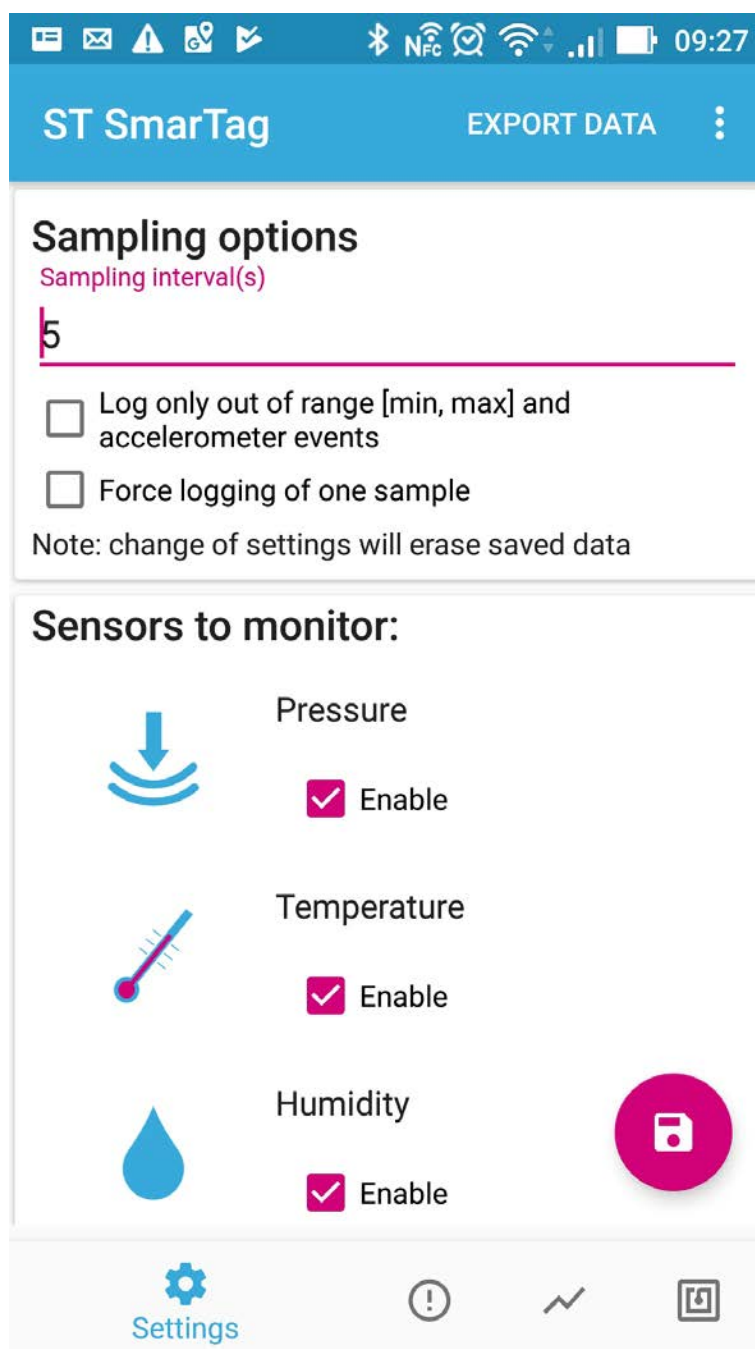 NFC 09:27
ST SmarTag EXPORT DATA
Sampling options
Sampling interval(s)
5
Log only out of range [min, max] and
accelerometer events
Force logging of one sample
Note: change of settings will erase saved data
Sensors to monitor:
Pressure
Enable
Temperature
Enable
Humidity
Enable
Settings